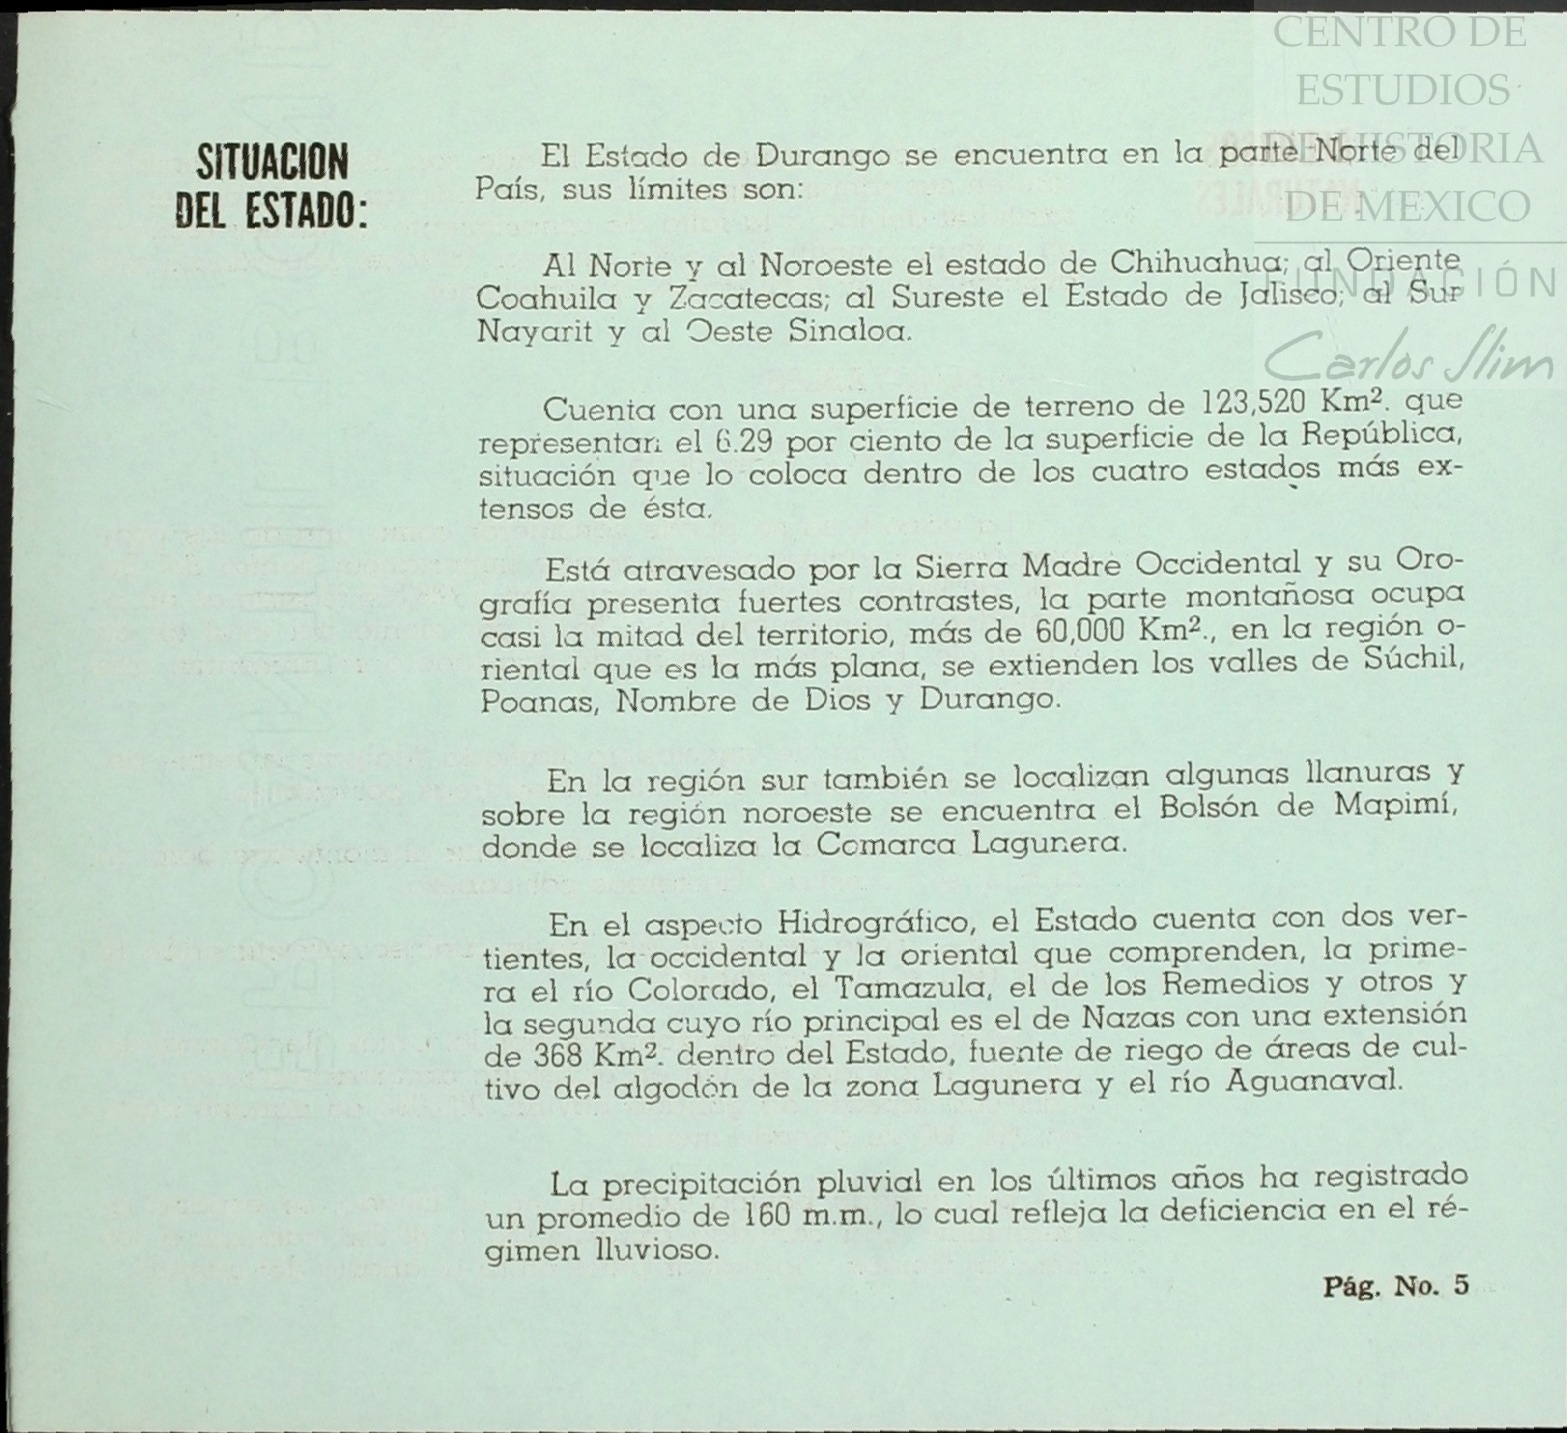 CENTRO DE
ESTUDIOS
DE HISTORIA
DE MEXICO
FUNDACIÓN
Carlos Slim
SITUACION
DEL ESTADO:
El Estado de Durango se encuentra en la parte Norte del
País, sus límites son:
Al Norte y al Noroeste el estado de Chihuahua; al Oriente
Coahuila y Zacatecas; al Sureste el Estado de Jalisco; al Sur
Nayarit y al Oeste Sinaloa.
Cuenta con una superficie de terreno de 123,520 Km². que
representan el 6.29 por ciento de la superficie de la República,
situación que lo coloca dentro de los cuatro estados más ex-
tensos de ésta.
Está atravesado por la Sierra Madre Occidental y su Oro-
grafía presenta fuertes contrastes, la parte montañosa ocupa
casi la mitad del territorio, más de 60,000 Km²., en la región o-
riental que es la más plana, se extienden los valles de Súchil,
Poanas, Nombre de Dios y Durango.
En la región sur también se localizan algunas llanuras y
sobre la región noroeste se encuentra el Bolsón de Mapimí,
donde se localiza la Comarca Lagunera.
En el aspecto Hidrográfico, el Estado cuenta con dos ver-
tientes, la occidental y la oriental que comprenden, la prime-
ra el río Colorado, el Tamazula, el de los Remedios y otros y
la segunda cuyo río principal es el de Nazas con una extensión
de 368 Km². dentro del Estado, fuente de riego de áreas de cul-
tivo del algodón de la zona Lagunera y el río Aguanaval.
La precipitación pluvial en los últimos años ha registrado
un promedio de 160 m.m., lo cual refleja la deficiencia en el ré-
gimen lluvioso.
Pág. No. 5